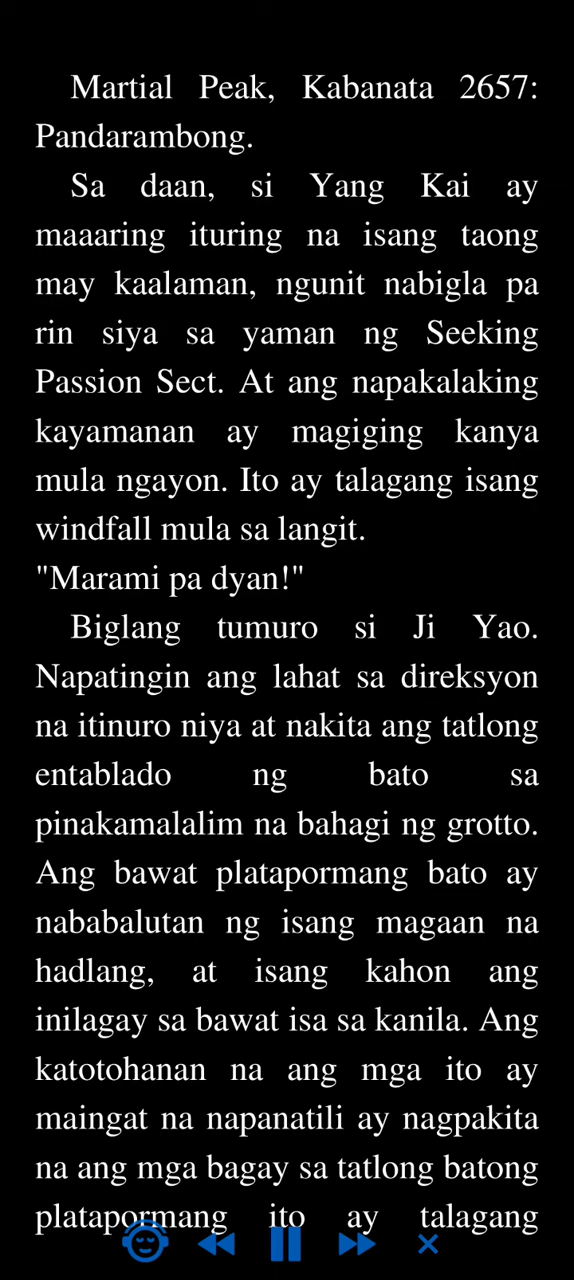 Martial Peak, Kabanata 2657:
Pandarambong.
Sa daan, si Yang Kai ay
maaaring ituring na isang taong
may kaalaman, ngunit nabigla pa
rin siya sa yaman ng Seeking
Passion Sect. At ang napakalaking
kayamanan ay magiging kanya
mula ngayon. Ito ay talagang isang
windfall mula sa langit.
"Marami pa dyan!"
Biglang tumuro si Ji Yao.
Napatingin ang lahat sa direksyon
na itinuro niya at nakita ang tatlong
entablado ng bato sa
pinakamalalim na bahagi ng grotto.
Ang bawat platapormang bato ay
nababalutan ng isang magaan na
hadlang, at isang kahon ang
inilagay sa bawat isa sa kanila. Ang
katotohanan na ang mga ito ay
maingat na napanatili ay nagpakita
na ang mga bagay sa tatlong batong
platapormang ito ay talagang